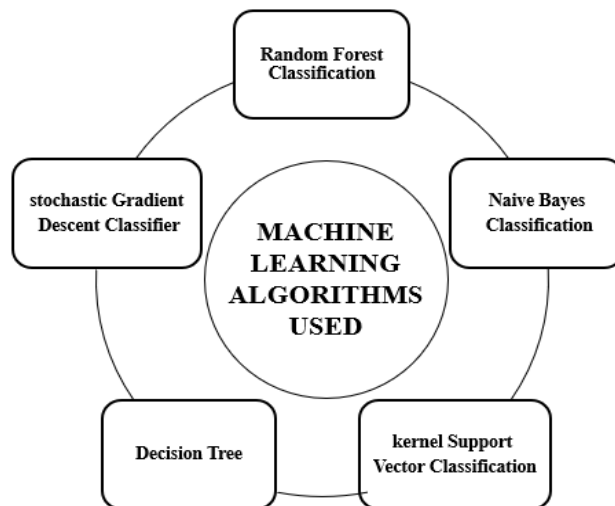 Random Forest
Classification
stochastic Gradient
Descent Classifier
Naive Bayes
Classification
MACHINE
LEARNING
ALGORITHMS
USED
Decision Tree
kernel Support
Vector Classification